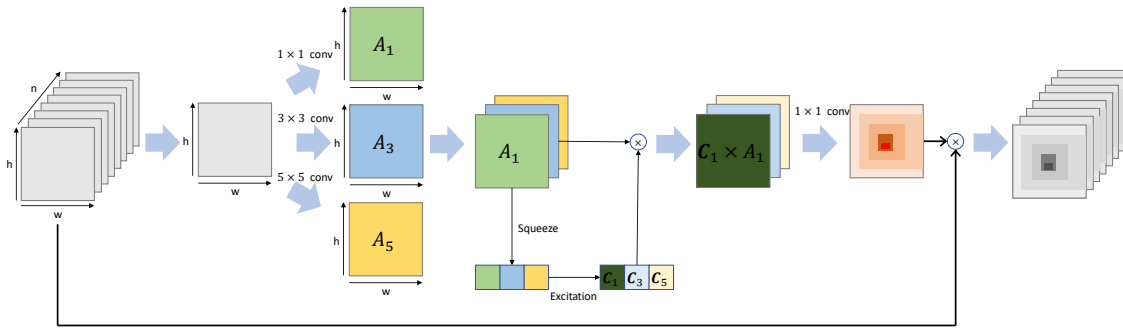 n
h
w
h
w
1 × 1 conv
3 × 3 conv
5 × 5 conv
h
A₁
w
h
A₃
w
h
A₅
w
A₁
×
Squeeze
Excitation
C₁ C₃ C₅
C₁ × A₁
1 × 1 conv
×